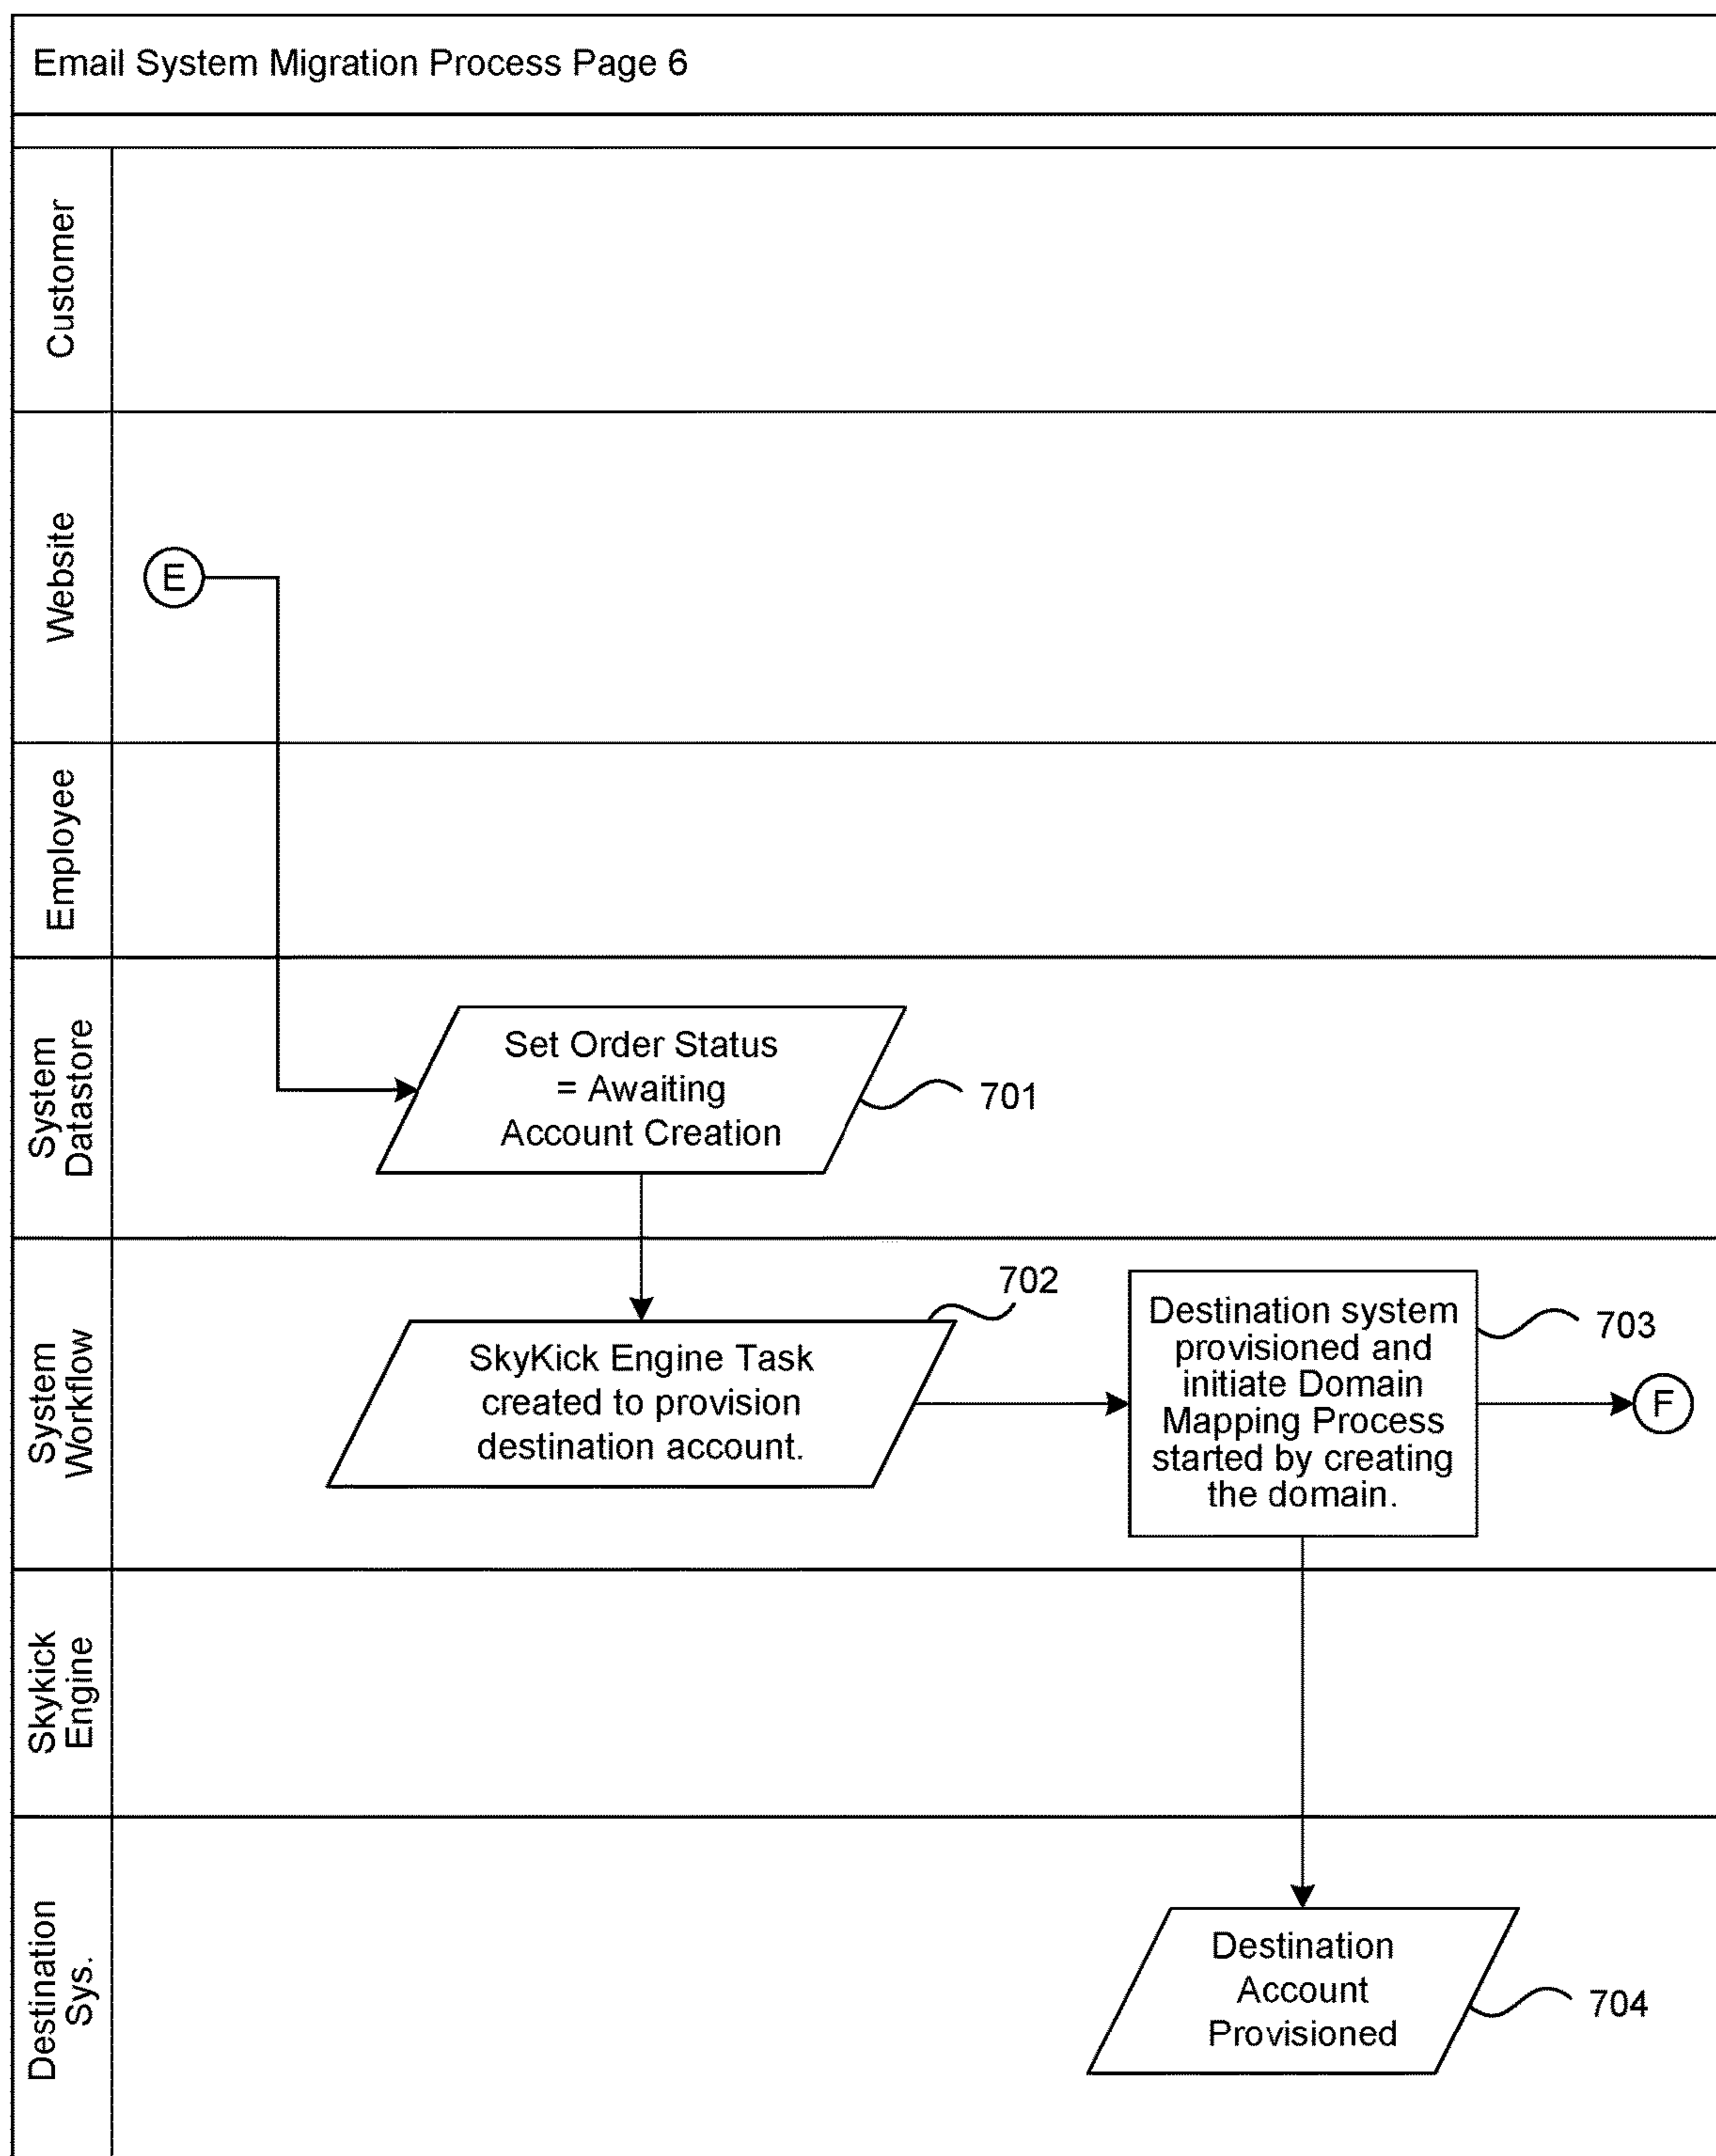 Email System Migration Process Page 6
Customer
Website
E
Employee
System
Datastore
Set Order Status
= Awaiting
Account Creation
701
System
Workflow
702
SkyKick Engine Task
created to provision
destination account.
Destination system
provisioned and
initiate Domain
Mapping Process
started by creating
the domain.
703
F
Skykick
Engine
Destination
Sys.
Destination
Account
Provisioned
704